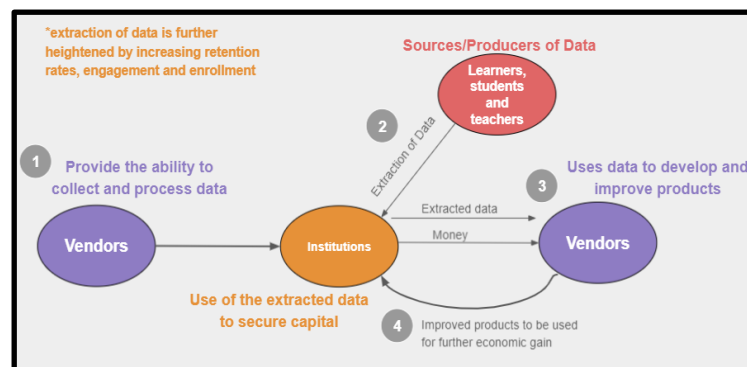 *extraction of data is further
heightened by increasing retention
rates, engagement and enrollment
Sources/Producers of Data
Learners,
students
and
teachers
2
Extraction of Data
1
Provide the ability to
collect and process data
Vendors
Institutions
Use of the extracted data
to secure capital
Extracted data
Money
3
Uses data to develop and
improve products
Vendors
4
Improved products to be used
for further economic gain